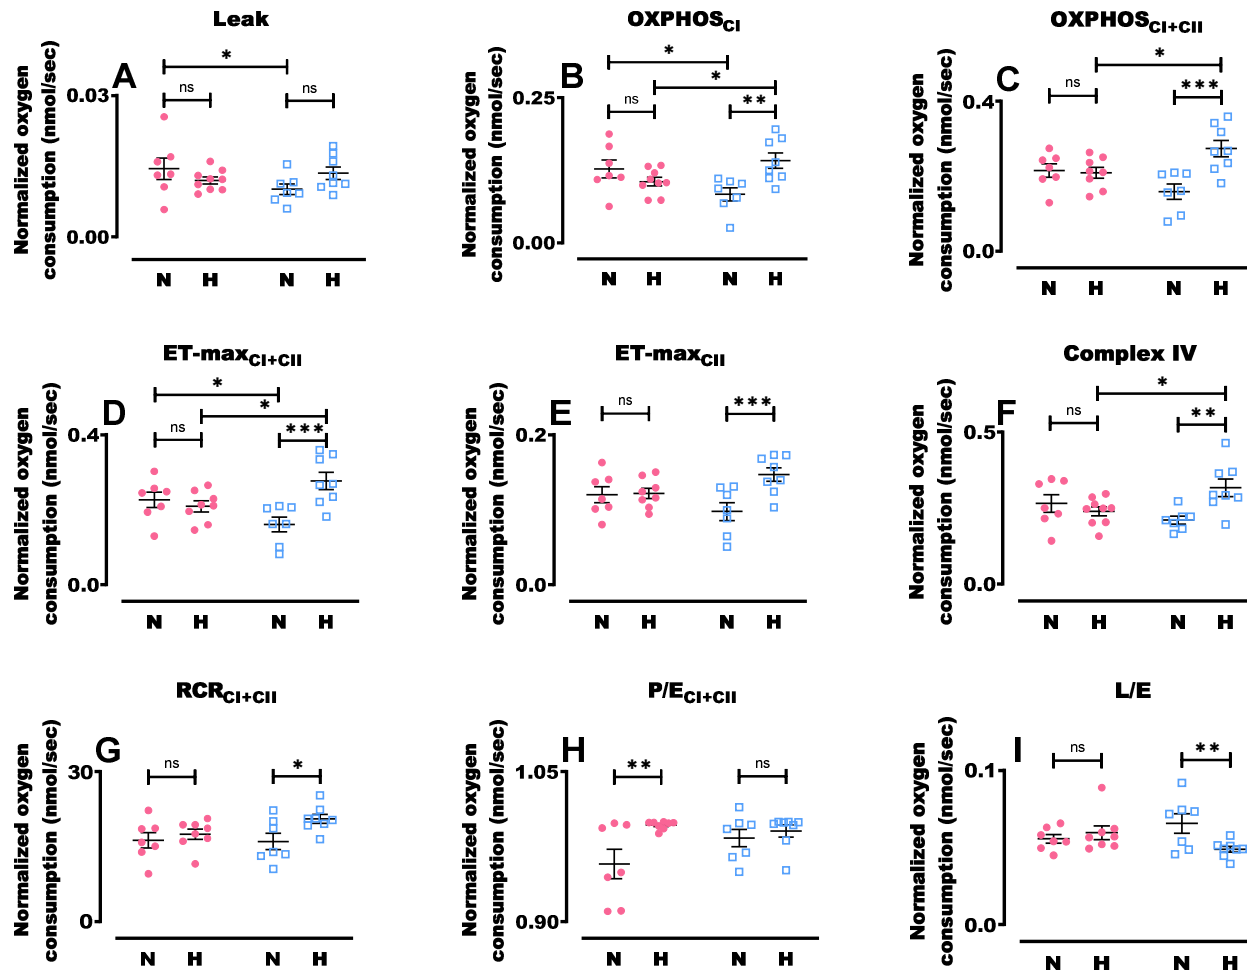 Leak
A
Normalized oxygen
consumption (nmol/sec)
0.03
0.00
*
ns
ns
N H N H
OXPHOSCI
B
Normalized oxygen
consumption (nmol/sec)
0.25
0.00
*
*
ns
**
N H N H
OXPHOSCI+CII
C
Normalized oxygen
consumption (nmol/sec)
0.4
0.0
*
ns
***
N H N H
ET-maxCI+CII
D
Normalized oxygen
consumption (nmol/sec)
0.4
0.0
*
*
ns
***
N H N H
ET-maxCII
E
Normalized oxygen
consumption (nmol/sec)
0.2
0.0
ns
***
N H N H
Complex IV
F
Normalized oxygen
consumption (nmol/sec)
0.5
0.0
*
ns
**
N H N H
RCRCI+CII
G
Normalized oxygen
consumption (nmol/sec)
30
0
ns
*
N H N H
P/ECI+CII
H
Normalized oxygen
consumption (nmol/sec)
1.05
0.90
**
ns
N H N H
L/E
I
Normalized oxygen
consumption (nmol/sec)
0.1
0.0
ns
**
N H N H